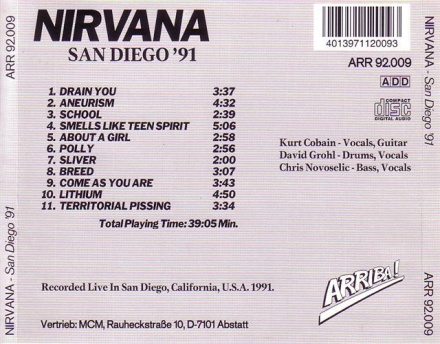 NIRVANA
SAN DIEGO '91
4013971120093
ARR 92.009
ADD
COMPACT
disc
DIGITAL AUDIO
1. DRAIN YOU 3:37
2. ANEURISM 4:32
3. SCHOOL 2:39
4. SMELLS LIKE TEEN SPIRIT 5:06
5. ABOUT A GIRL 2:58
6. POLLY 2:56
7. SLIVER 2:00
8. BREED 3:07
9. COME AS YOU ARE 3:43
10. LITHIUM 4:50
11. TERRITORIAL PISSING 3:34
Total Playing Time: 39:05 Min.
Kurt Cobain - Vocals, Guitar
David Grohl - Drums, Vocals
Chris Novoselic - Bass, Vocals
Recorded Live In San Diego, California, U.S.A. 1991.
ARRIBA!
Vertrieb: MCM, Rauheckstraße 10, D-7101 Abstatt
ARR 92.009
NIRVANA - San Diego '91
NIRVANA - San Diego '91
ARR 92.009